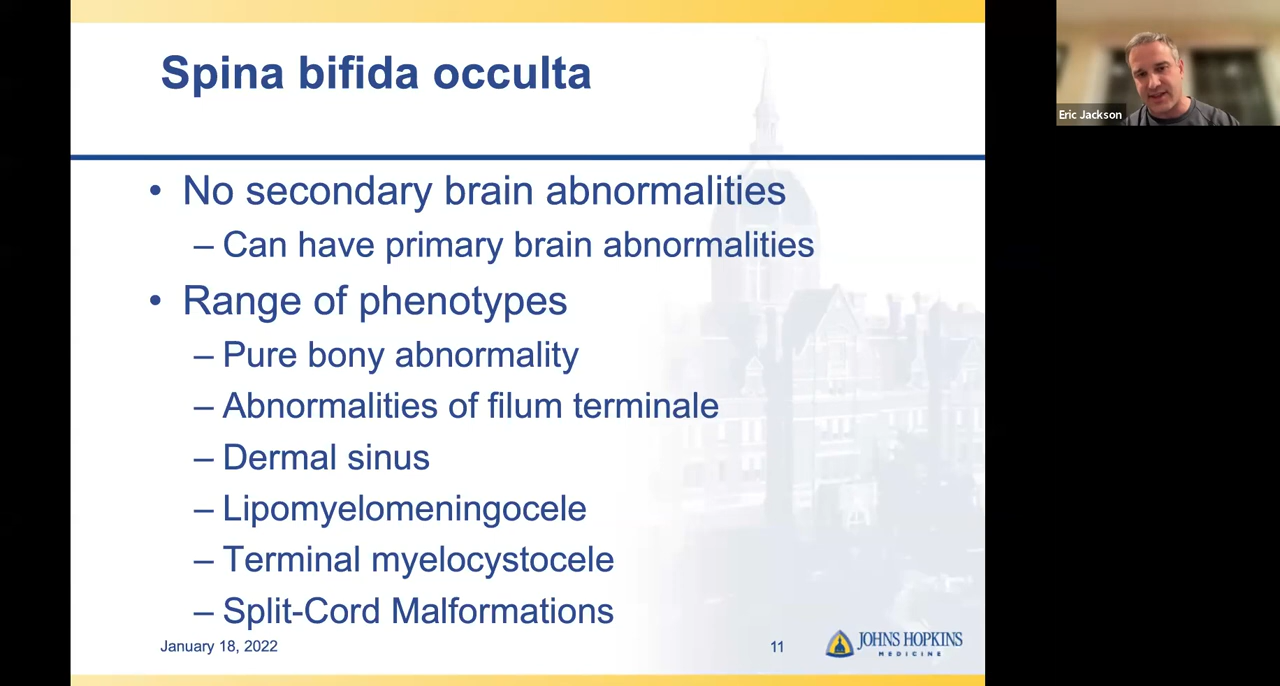 Spina bifida occulta
• No secondary brain abnormalities
– Can have primary brain abnormalities
• Range of phenotypes
– Pure bony abnormality
– Abnormalities of filum terminale
– Dermal sinus
– Lipomyelomeningocele
– Terminal myelocystocele
– Split-Cord Malformations
January 18, 2022
11
JOHNS HOPKINS
MEDICINE
Eric Jackson